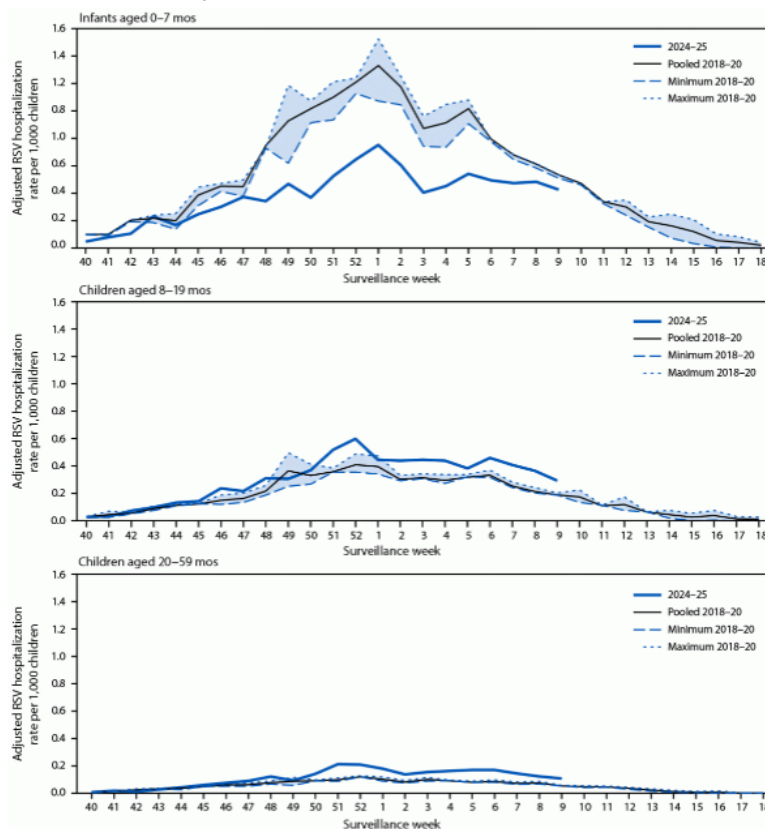 Infants aged 0–7 mos
Adjusted RSV hospitalization
rate per 1,000 children
1.6
1.4
1.2
1.0
0.6
0.4
0.2
0.0
2024–25
Pooled 2018–20
Minimum 2018–20
Maximum 2018–20
40 41 42 43 44 45 46 47 48 49 50 51 52 1 2 3 4 5 6 7 8 9 10 11 12 13 14 15 16 17 18
Surveillance week
Children aged 8–19 mos
Adjusted RSV hospitalization
rate per 1,000 children
1.6
1.4
1.2
1.0
0.8
0.6
0.4
0.2
0.0
2024–25
Pooled 2018–20
Minimum 2018–20
Maximum 2018–20
40 41 42 43 44 45 46 47 48 49 50 51 52 1 2 3 4 5 6 7 8 9 10 11 12 13 14 15 16 17 18
Surveillance week
Children aged 20–59 mos
Adjusted RSV hospitalization
rate per 1,000 children
1.6
1.4
1.2
1.0
0.8
0.6
0.4
0.2
0.0
2024–25
Pooled 2018–20
Minimum 2018–20
Maximum 2018–20
40 41 42 43 44 45 46 47 48 49 50 51 52 1 2 3 4 5 6 7 8 9 10 11 12 13 14 15 16 17 18
Surveillance week